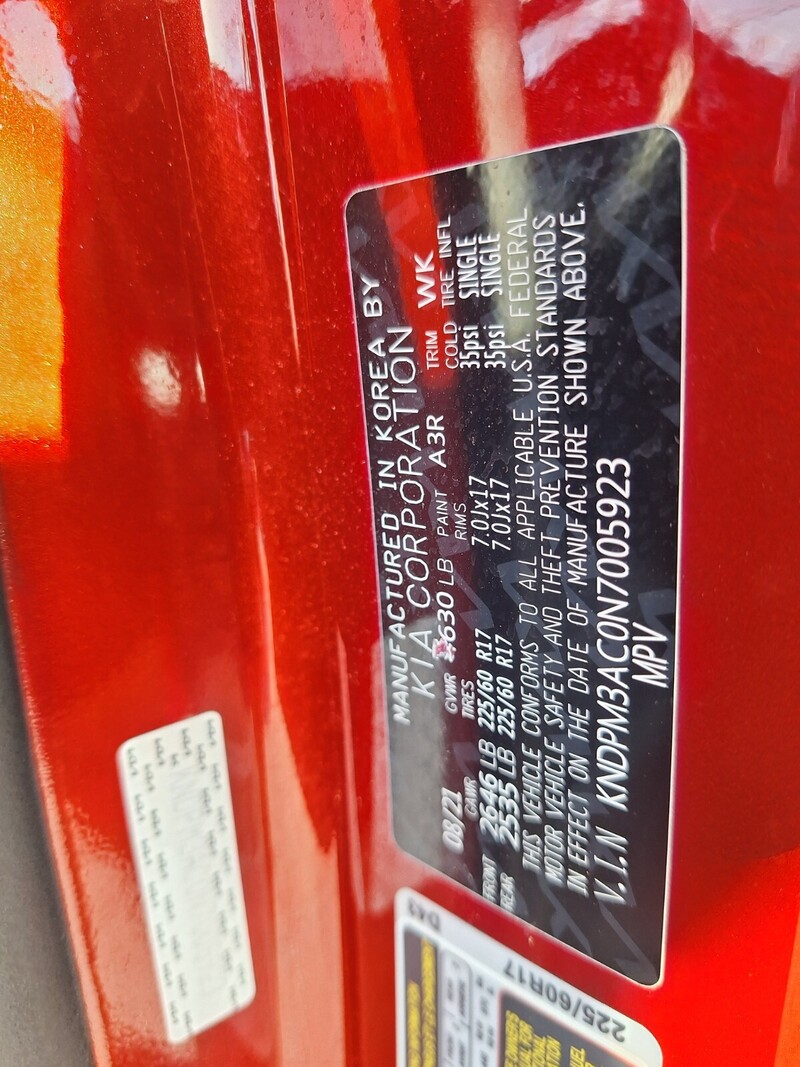 MANUFACTURED IN KOREA BY
KIA CORPORATION
08/21 GVWR 4630 LB PAINT A3R TRIM WK
GAWR TIRES RIMS COLD TIRE INFL
FRONT 2646 LB 225/60 R17 7.0Jx17 35psi SINGLE
REAR 2535 LB 225/60 R17 7.0Jx17 35psi SINGLE
THIS VEHICLE CONFORMS TO ALL APPLICABLE U.S.A. FEDERAL
MOTOR VEHICLE SAFETY AND THEFT PREVENTION STANDARDS
IN EFFECT ON THE DATE OF MANUFACTURE SHOWN ABOVE.
V.I.N KNDPM3AC0N7005923
MPV
D43
225/60R17